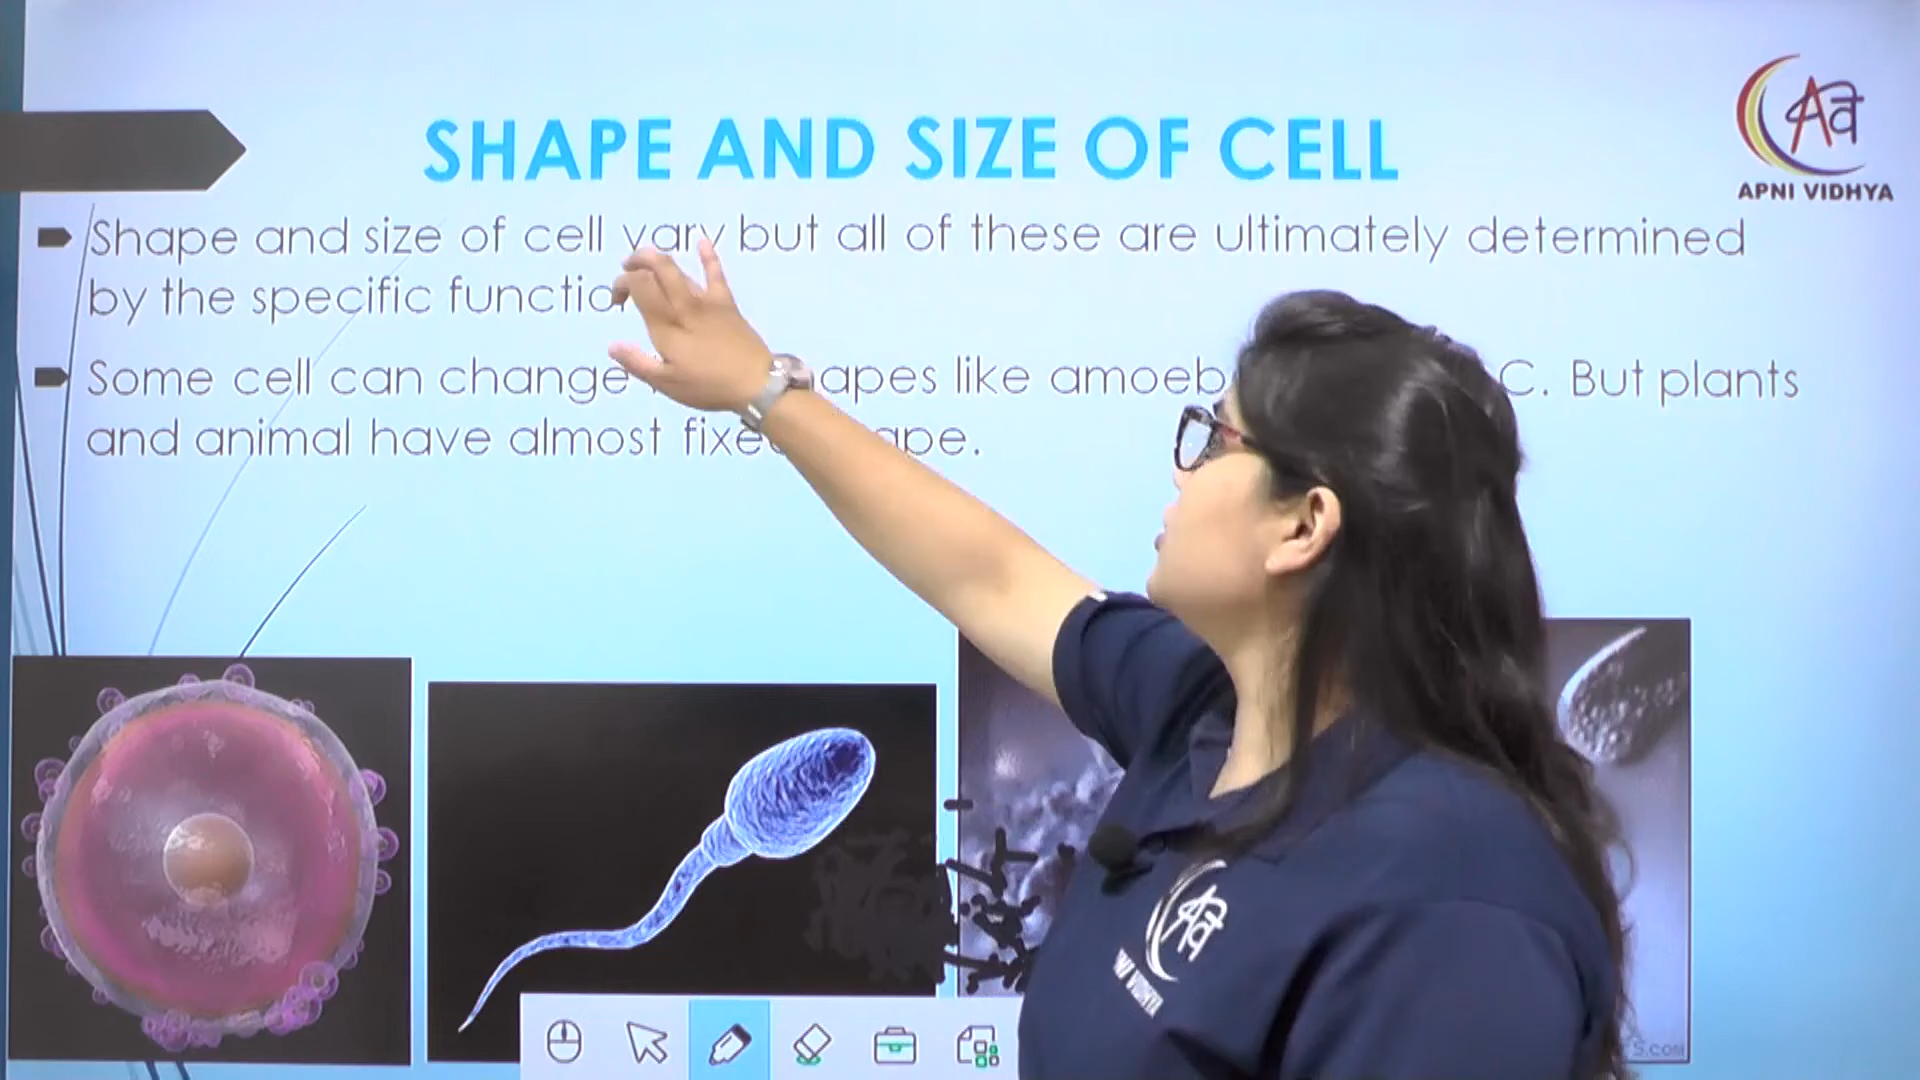 SHAPE AND SIZE OF CELL
अवि
APNI VIDHYA
Shape and size of cell vary but all of these are ultimately determined
by the specific
Some cell can change apes like C. But plants
and animal have almost